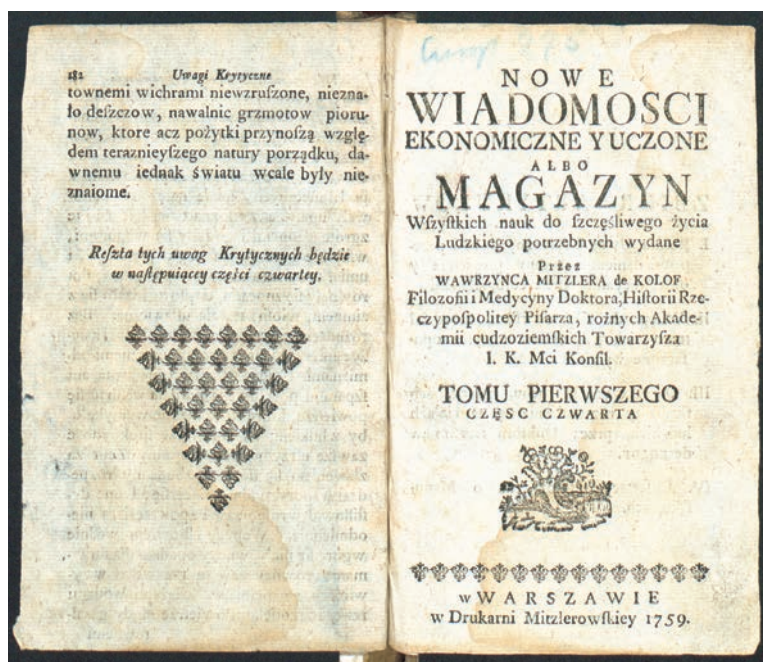 182 Uwagi Krytyczne
townemi wichrami niewzruſzone, niezna-
ło deſzczow, nawalnic grzmotow pioru-
now, ktore acz pożytki przynoſzą wzglę-
dem teraznieyſzego natury porządku, da-
wnemu iednak światu wcale były nie-
znaiome.
Reſzta tych uwag Krytycznych będzie
w naſtępuiącey części czwartey.
NOWE
WIADOMOSCI
EKONOMICZNE Y UCZONE
ALBO
MAGAZYN
Wſzyſtkich nauk do ſzczęśliwego życia
Ludzkiego potrzebnych wydane
Przez
WAWRZYNCA MITZLERA de KOLOF
Filozofii i Medycyny Doktora, Hiſtorii Rze-
czypoſpolitey Piſarza, rożnych Akade-
mii cudzoziemſkich Towarzyſza
I. K. Mci Konſil.
TOMU PIERWSZEGO
CZĘSC CZWARTA
w WARSZAWIE
w Drukarni Mitzlerowſkiey 1759.